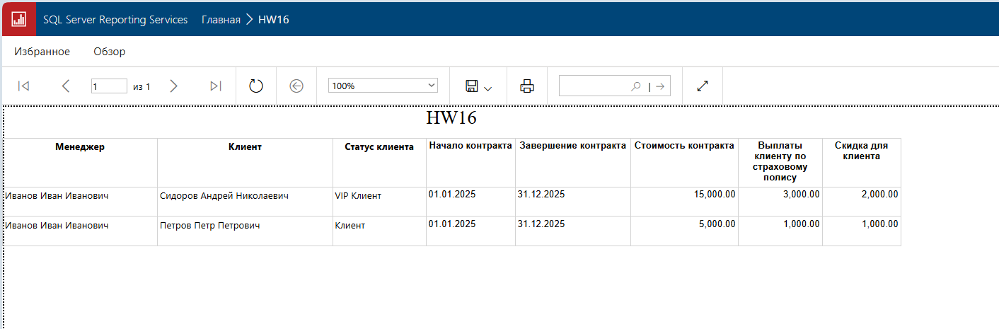 SQL Server Reporting Services Главная > HW16
Избранное Обзор
1 из 1 100%
HW16
Менеджер Клиент Статус клиента Начало контракта Завершение контракта Стоимость контракта Выплаты клиенту по страховому полису Скидка для клиента
Иванов Иван Иванович Сидоров Андрей Николаевич VIP Клиент 01.01.2025 31.12.2025 15,000.00 3,000.00 2,000.00
Иванов Иван Иванович Петров Петр Петрович Клиент 01.01.2025 31.12.2025 5,000.00 1,000.00 1,000.00